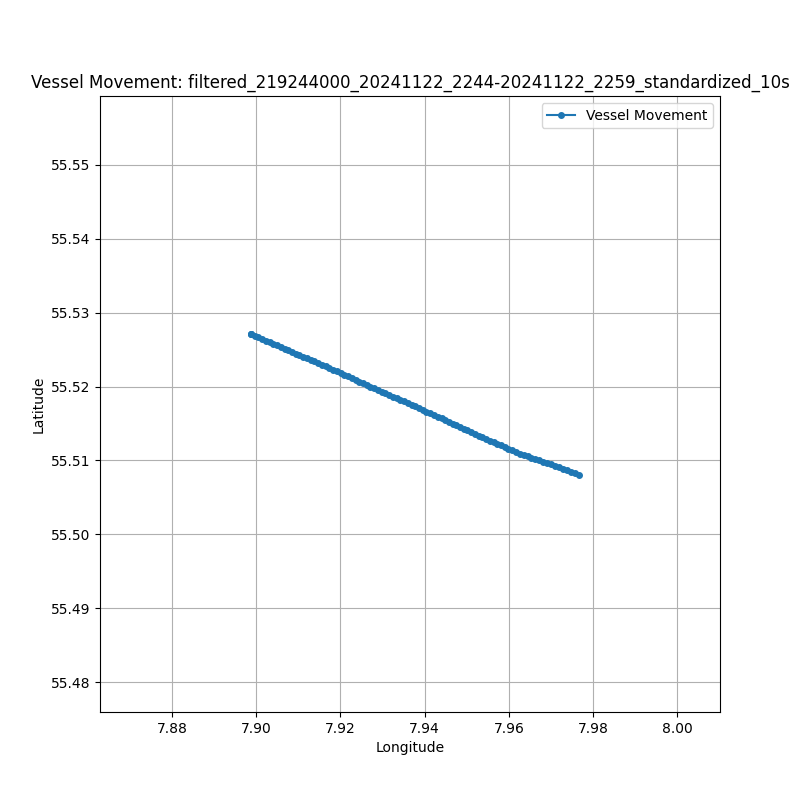 Vessel Movement: filtered_219244000_20241122_2244-20241122_2259_standardized_10s
Vessel Movement
55.55
55.54
55.53
55.52
55.51
55.50
55.49
55.48
Latitude
7.88 7.90 7.92 7.94 7.96 7.98 8.00
Longitude